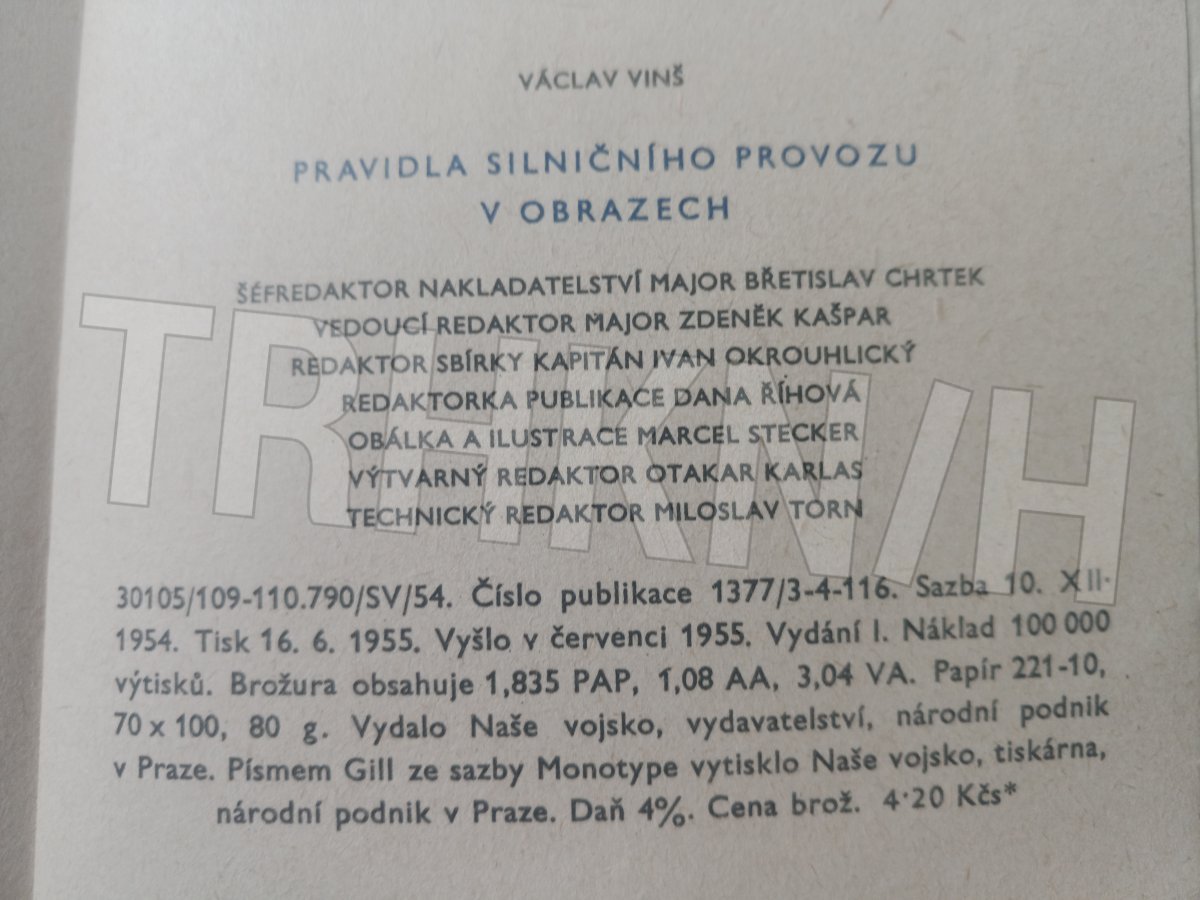 VÁCLAV VINŠ
PRAVIDLA SILNIČNÍHO PROVOZU
V OBRAZECH
ŠÉFREDAKTOR NAKLADATELSTVÍ MAJOR BŘETISLAV CHRTEK
VEDOUCÍ REDAKTOR MAJOR ZDENĚK KAŠPAR
REDAKTOR SBÍRKY KAPITÁN IVAN OKROUHLICKÝ
REDAKTORKA PUBLIKACE DANA ŘÍHOVÁ
OBÁLKA A ILUSTRACE MARCEL STECKER
VÝTVARNÝ REDAKTOR OTAKAR KARLAS
TECHNICKÝ REDAKTOR MILOSLAV TORN
TRHKN/H
30105/109-110.790/SV/54. Číslo publikace 1377/3-4-116. Sazba 10. XII.
1954. Tisk 16. 6. 1955. Vyšlo v červenci 1955. Vydání I. Náklad 100 000
výtisků. Brožura obsahuje 1,835 PAP, 1,08 AA, 3,04 VA. Papír 221-10,
70 x 100, 80 g. Vydalo Naše vojsko, vydavatelství, národní podnik
v Praze. Písmem Gill ze sazby Monotype vytisklo Naše vojsko, tiskárna,
národní podnik v Praze. Daň 4%. Cena brož. 4·20 Kčs*